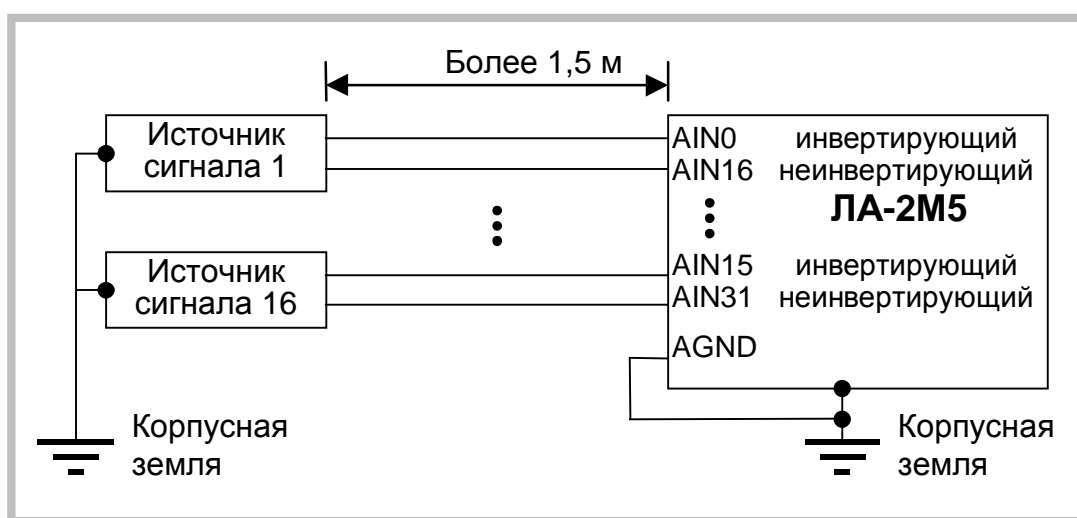 Более 1,5 м
Источник
сигнала 1
AIN0 инвертирующий
AIN16 неинвертирующий
ЛА-2М5
Источник
сигнала 16
AIN15 инвертирующий
AIN31 неинвертирующий
AGND
Корпусная
земля
Корпусная
земля